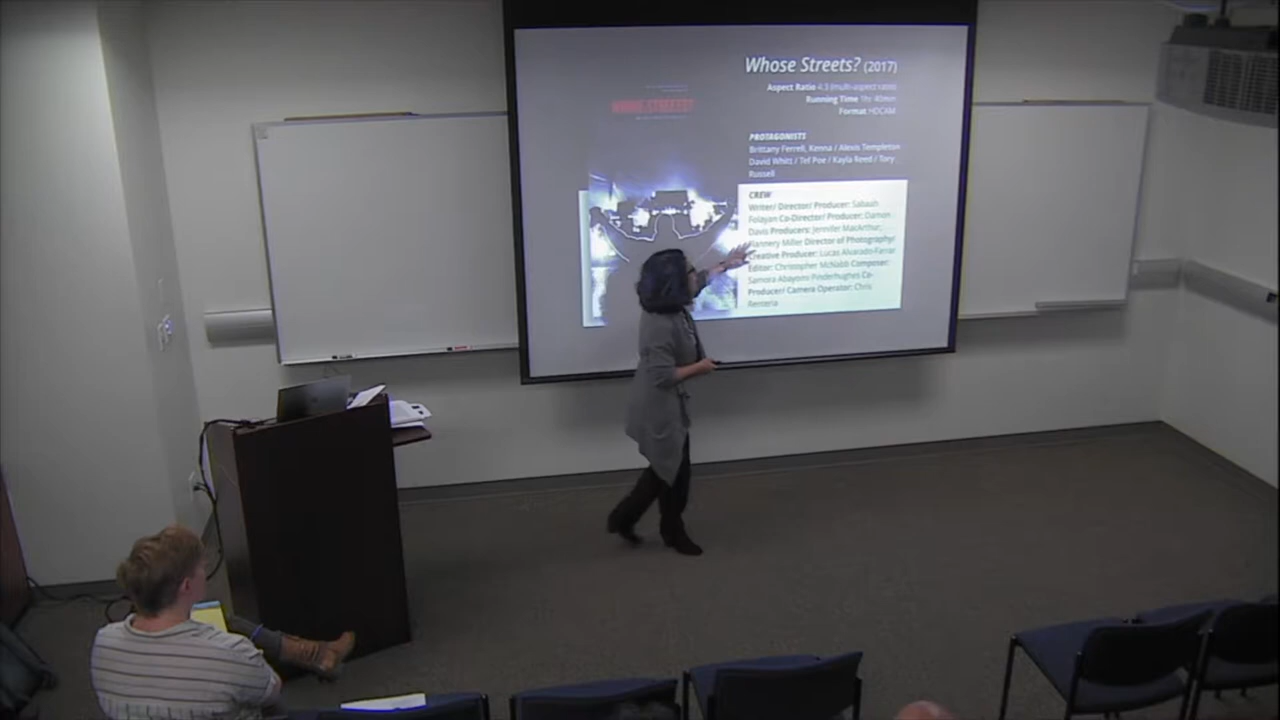 WHOSE STREETS?
Whose Streets? (2017)
Aspect Ratio 4:3 (multi-aspect ratio)
Running Time 1hr 40min
Format HDCAM
PROTAGONISTS
Brittany Ferrell, Kenna / Alexis Templeton
David Whitt / Tef Poe / Kayla Reed / Tory
Russell
CREW
Writer/ Director/ Producer: Sabaah
Folayan Co-Director/ Producer: Damon
Davis Producers: Jennifer MacArthur,
Flannery Miller Director of Photography/
Creative Producer: Lucas Alvarado-Farrar
Editor: Christopher McNabb Composer:
Samora Abayomi Pinderhughes Co-
Producer/ Camera Operator: Chris
Renteria